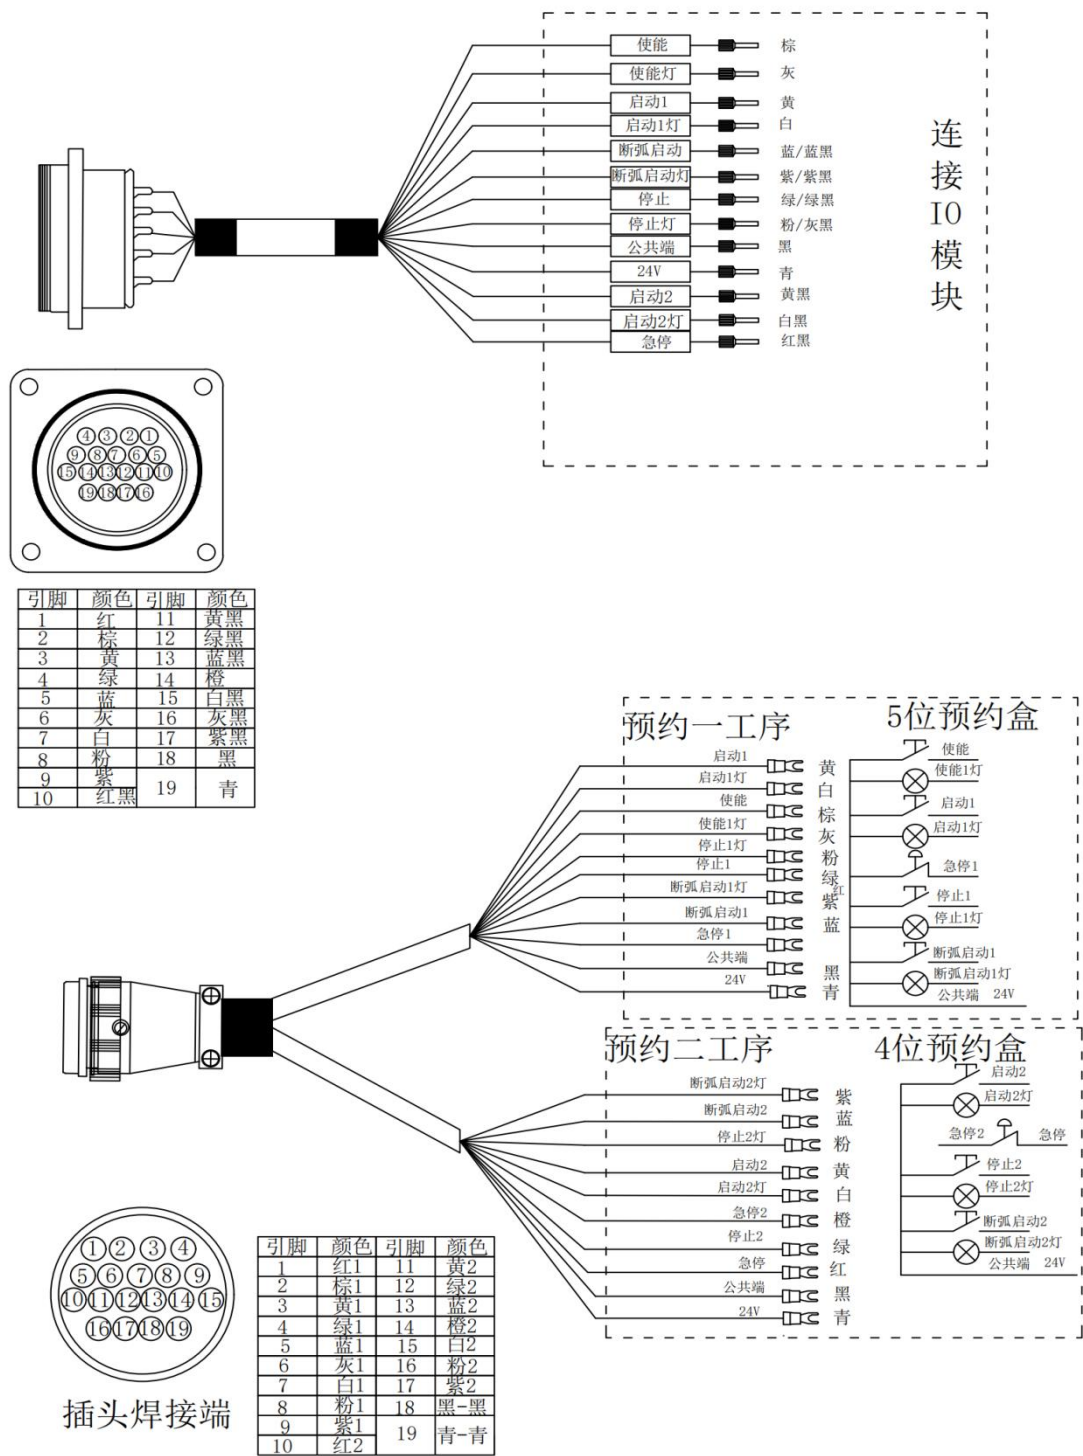 使能 棕
使能灯 灰
启动1 黄
启动1灯 白
断弧启动 蓝/蓝黑
断弧启动灯 紫/紫黑
停止 绿/绿黑
停止灯 粉/灰黑
公共端 黑
24V 青
启动2 黄黑
启动2灯 白黑
急停 红黑
连接IO模块
4 3 2 1
9 8 7 6 5
15 14 13 12 11 10
19 18 17 16
引脚 颜色 引脚 颜色
1 红 11 黄黑
2 棕 12 绿黑
3 黄 13 蓝黑
4 绿 14 橙
5 蓝 15 白黑
6 灰 16 灰黑
7 白 17 紫黑
8 粉 18 黑
9 紫 19 青
10 红黑
预约一工序 5位预约盒
启动1 黄
启动1灯 白
使能 棕
使能1灯 灰
停止1灯 粉
停止1 绿
断弧启动1灯 紫
红
断弧启动1 蓝
急停1
公共端 黑
24V 青
使能
使能1灯
启动1
启动1灯
急停1
停止1
停止1灯
断弧启动1
断弧启动1灯
公共端 24V
预约二工序 4位预约盒
断弧启动2灯 紫
断弧启动2 蓝
停止2灯 粉
启动2 黄
启动2灯 白
急停2 橙
停止2 绿
急停 红
公共端 黑
24V 青
启动2
启动2灯
急停2 急停
停止2
停止2灯
断弧启动2
断弧启动2灯
公共端 24V
1 2 3 4
5 6 7 8 9
10 11 12 13 14 15
16 17 18 19
插头焊接端
引脚 颜色 引脚 颜色
1 红1 11 黄2
2 棕1 12 绿2
3 黄1 13 蓝2
4 绿1 14 橙2
5 蓝1 15 白2
6 灰1 16 粉2
7 白1 17 紫2
8 粉1 18 黑-黑
9 紫1 19 青-青
10 红2